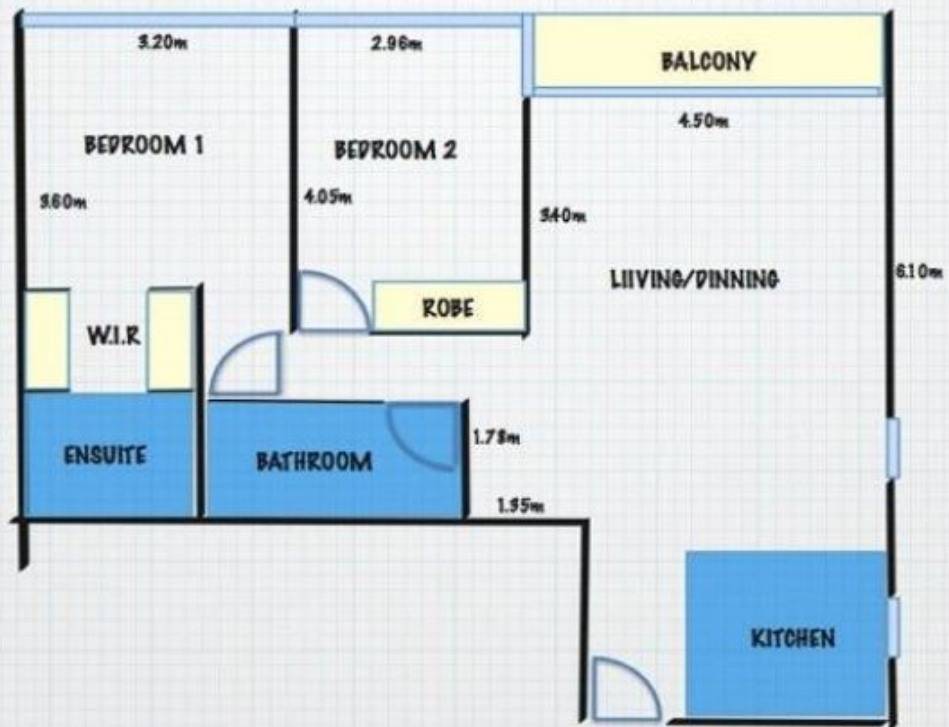 3.20m
2.96m
BALCONY
4.50m
BEDROOM 1
BEDROOM 2
3.60m
4.05m
3.40m
6.10m
LIIVING/DINNING
ROBE
W.I.R
1.78m
ENSUITE
BATHROOM
1.35m
KITCHEN